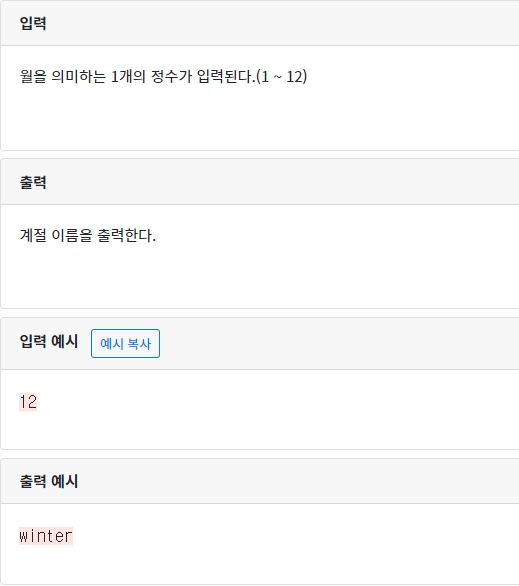 입력
월을 의미하는 1개의 정수가 입력된다.(1 ~ 12)
출력
계절 이름을 출력한다.
입력 예시 예시 복사
12
출력 예시
winter